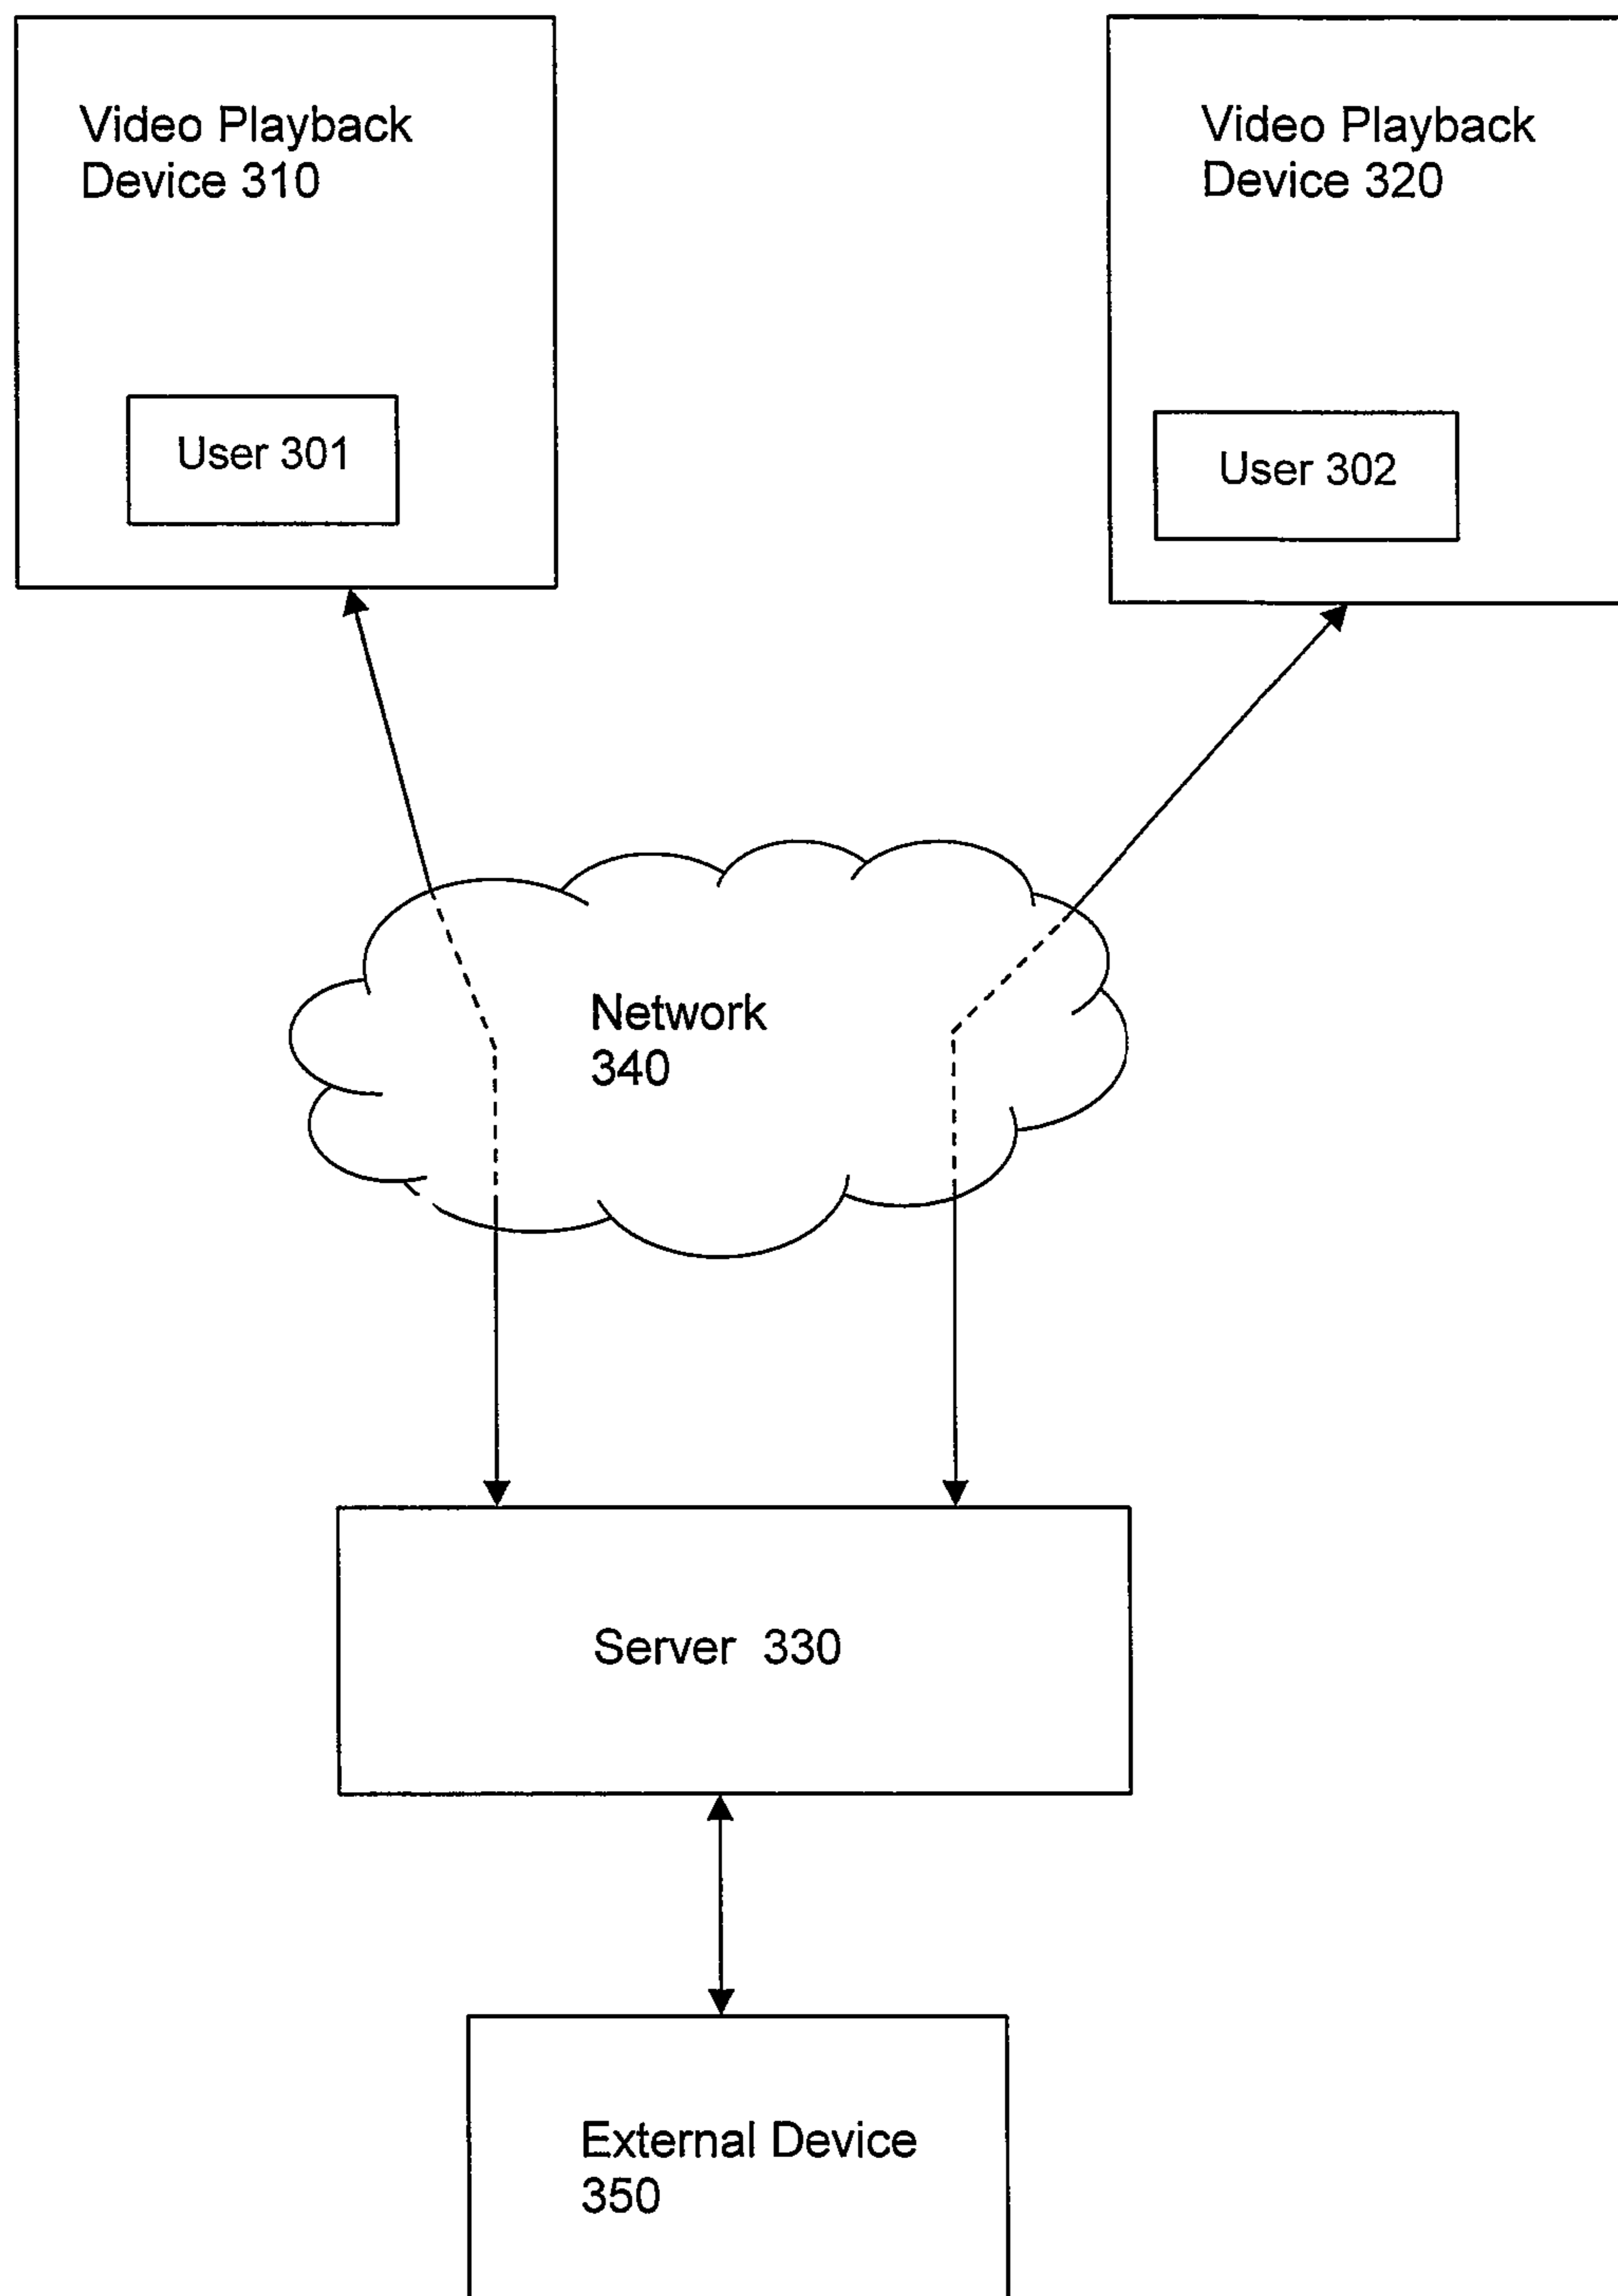 Video Playback
Device 310
Video Playback
Device 320
User 301
User 302
Network
340
Server 330
External Device
350